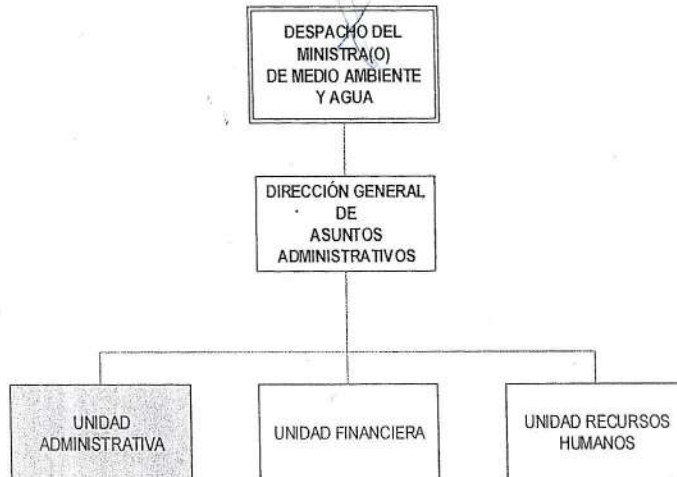 DESPACHO DEL
MINISTRA(O)
DE MEDIO AMBIENTE
Y AGUA
DIRECCIÓN GENERAL
DE
ASUNTOS
ADMINISTRATIVOS
UNIDAD
ADMINISTRATIVA
UNIDAD FINANCIERA
UNIDAD RECURSOS
HUMANOS